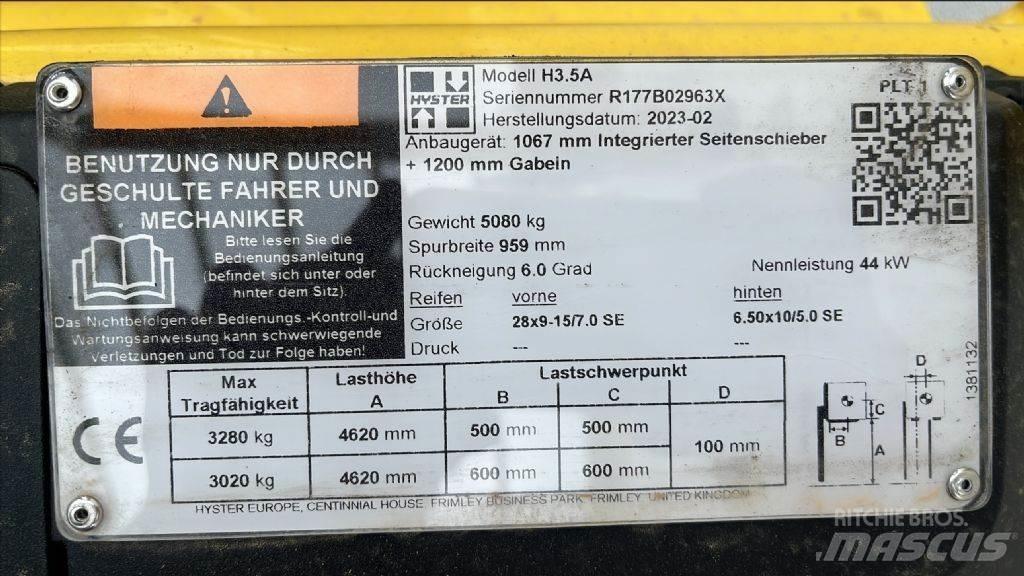 BENUTZUNG NUR DURCH
GESCHULTE FAHRER UND
MECHANIKER
Bitte lesen Sie die
Bedienungsanleitung
(befindet sich unter oder
hinter dem Sitz).
Das Nichtbefolgen der Bedienungs.-Kontroll-und
Wartungsanweisung kann schwerwiegende
Verletzungen und Tod zur Folge haben!
HYSTER
Modell H3.5A
Seriennummer R177B02963X
Herstellungsdatum: 2023-02
PLT 1
Anbaugerät: 1067 mm Integrierter Seitenschieber
+ 1200 mm Gabeln
Gewicht 5080 kg
Spurbreite 959 mm
Rückneigung 6.0 Grad
Nennleistung 44 kW
Reifen vorne hinten
Größe 28x9-15/7.0 SE 6.50x10/5.0 SE
Druck --- ---
Max Tragfähigkeit Lasthöhe A Lastschwerpunkt B C D
3280 kg 4620 mm 500 mm 500 mm 100 mm
3020 kg 4620 mm 600 mm 600 mm
D
C
B
A
1381132
CE
HYSTER EUROPE, CENTINNIAL HOUSE FRIMLEY BUSINESS PARK FRIMLEY UNITED KINGDOM
RITCHIE BROS.
MASCUS